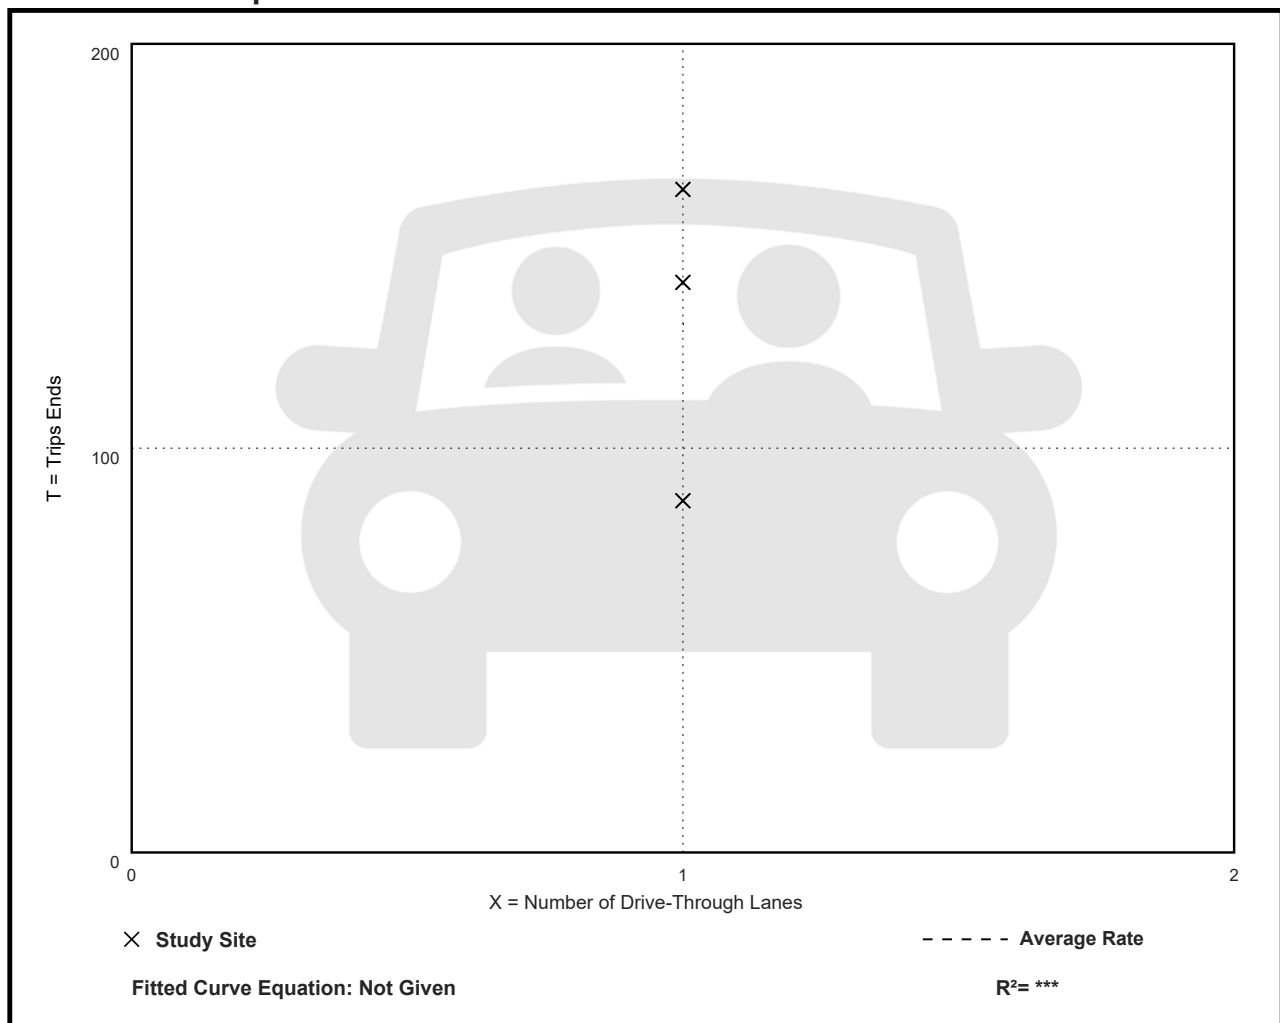 200
100
0
T = Trips Ends
0 1 2
X = Number of Drive-Through Lanes
Study Site
Average Rate
Fitted Curve Equation: Not Given
R²= ***